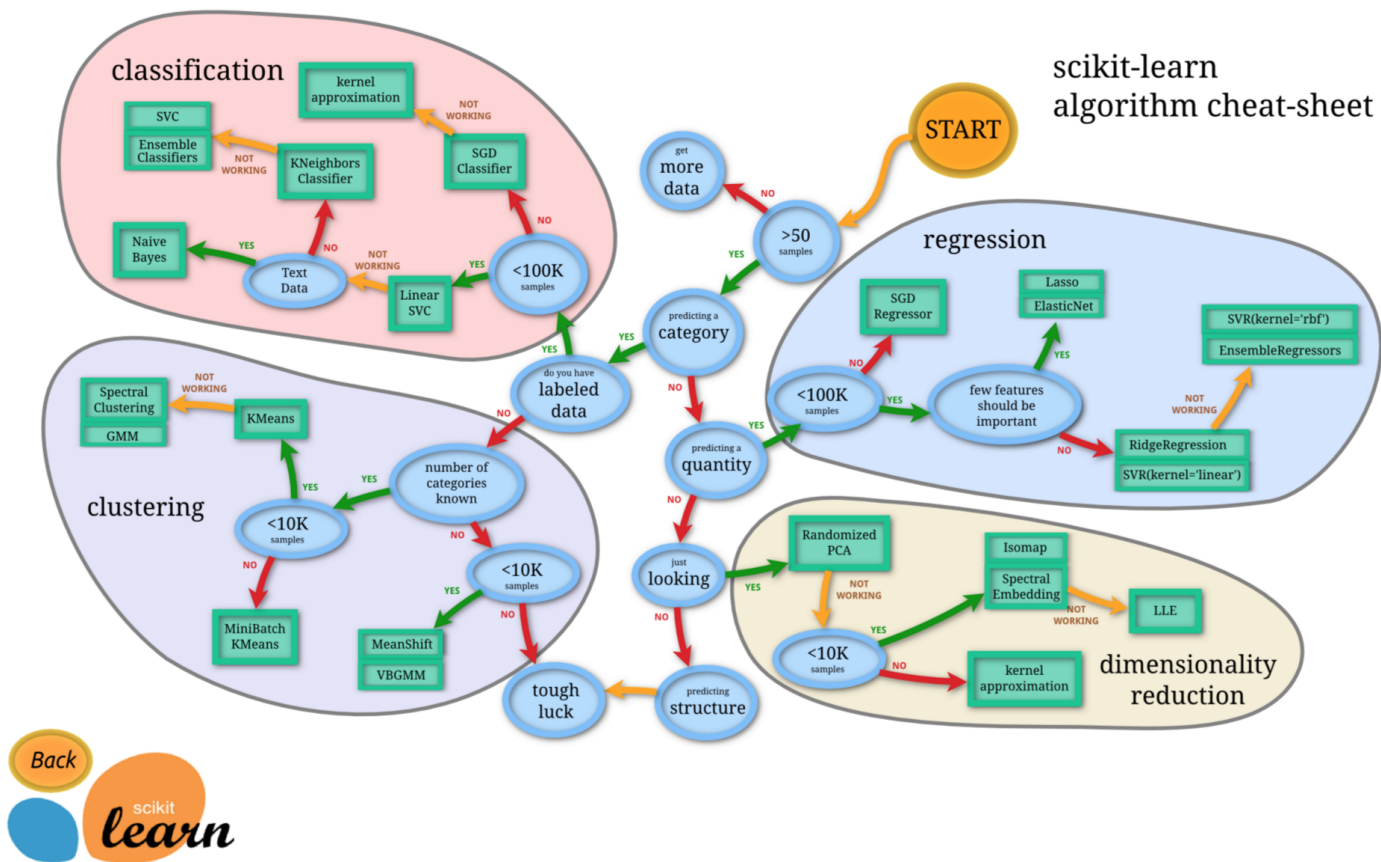 scikit-learn
algorithm cheat-sheet
START
classification
kernel
approximation
NOT
WORKING
SVC
Ensemble
Classifiers
NOT
WORKING
KNeighbors
Classifier
SGD
Classifier
NO
Naive
Bayes
YES
NO
Text
Data
NOT
WORKING
Linear
SVC
YES
<100K
samples
YES
get
more
data
NO
>50
samples
YES
predicting a
category
YES
NO
do you have
labeled
data
NO
predicting a
quantity
YES
NO
just
looking
YES
NO
predicting
structure
tough
luck
regression
SGD
Regressor
Lasso
ElasticNet
SVR(kernel='rbf')
EnsembleRegressors
NO
YES
<100K
samples
YES
few features
should be
important
NOT
WORKING
NO
RidgeRegression
SVR(kernel='linear')
clustering
Spectral
Clustering
GMM
NOT
WORKING
KMeans
YES
YES
number of
categories
known
<10K
samples
NO
NO
<10K
samples
MiniBatch
KMeans
YES
NO
MeanShift
VBGMM
Randomized
PCA
NOT
WORKING
Isomap
Spectral
Embedding
NOT
WORKING
LLE
YES
<10K
samples
NO
kernel
approximation
dimensionality
reduction
Back
scikit
learn